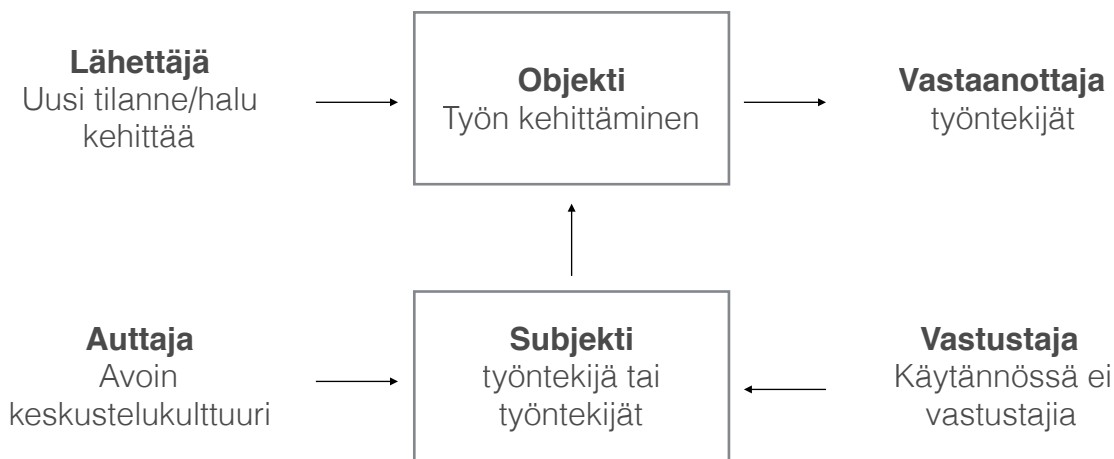 Lähettäjä
Uusi tilanne/halu
kehittää
Objekti
Työn kehittäminen
Vastaanottaja
työntekijät
Auttaja
Avoin
keskustelukulttuuri
Subjekti
työntekijä tai
työntekijät
Vastustaja
Käytännössä ei
vastustajia